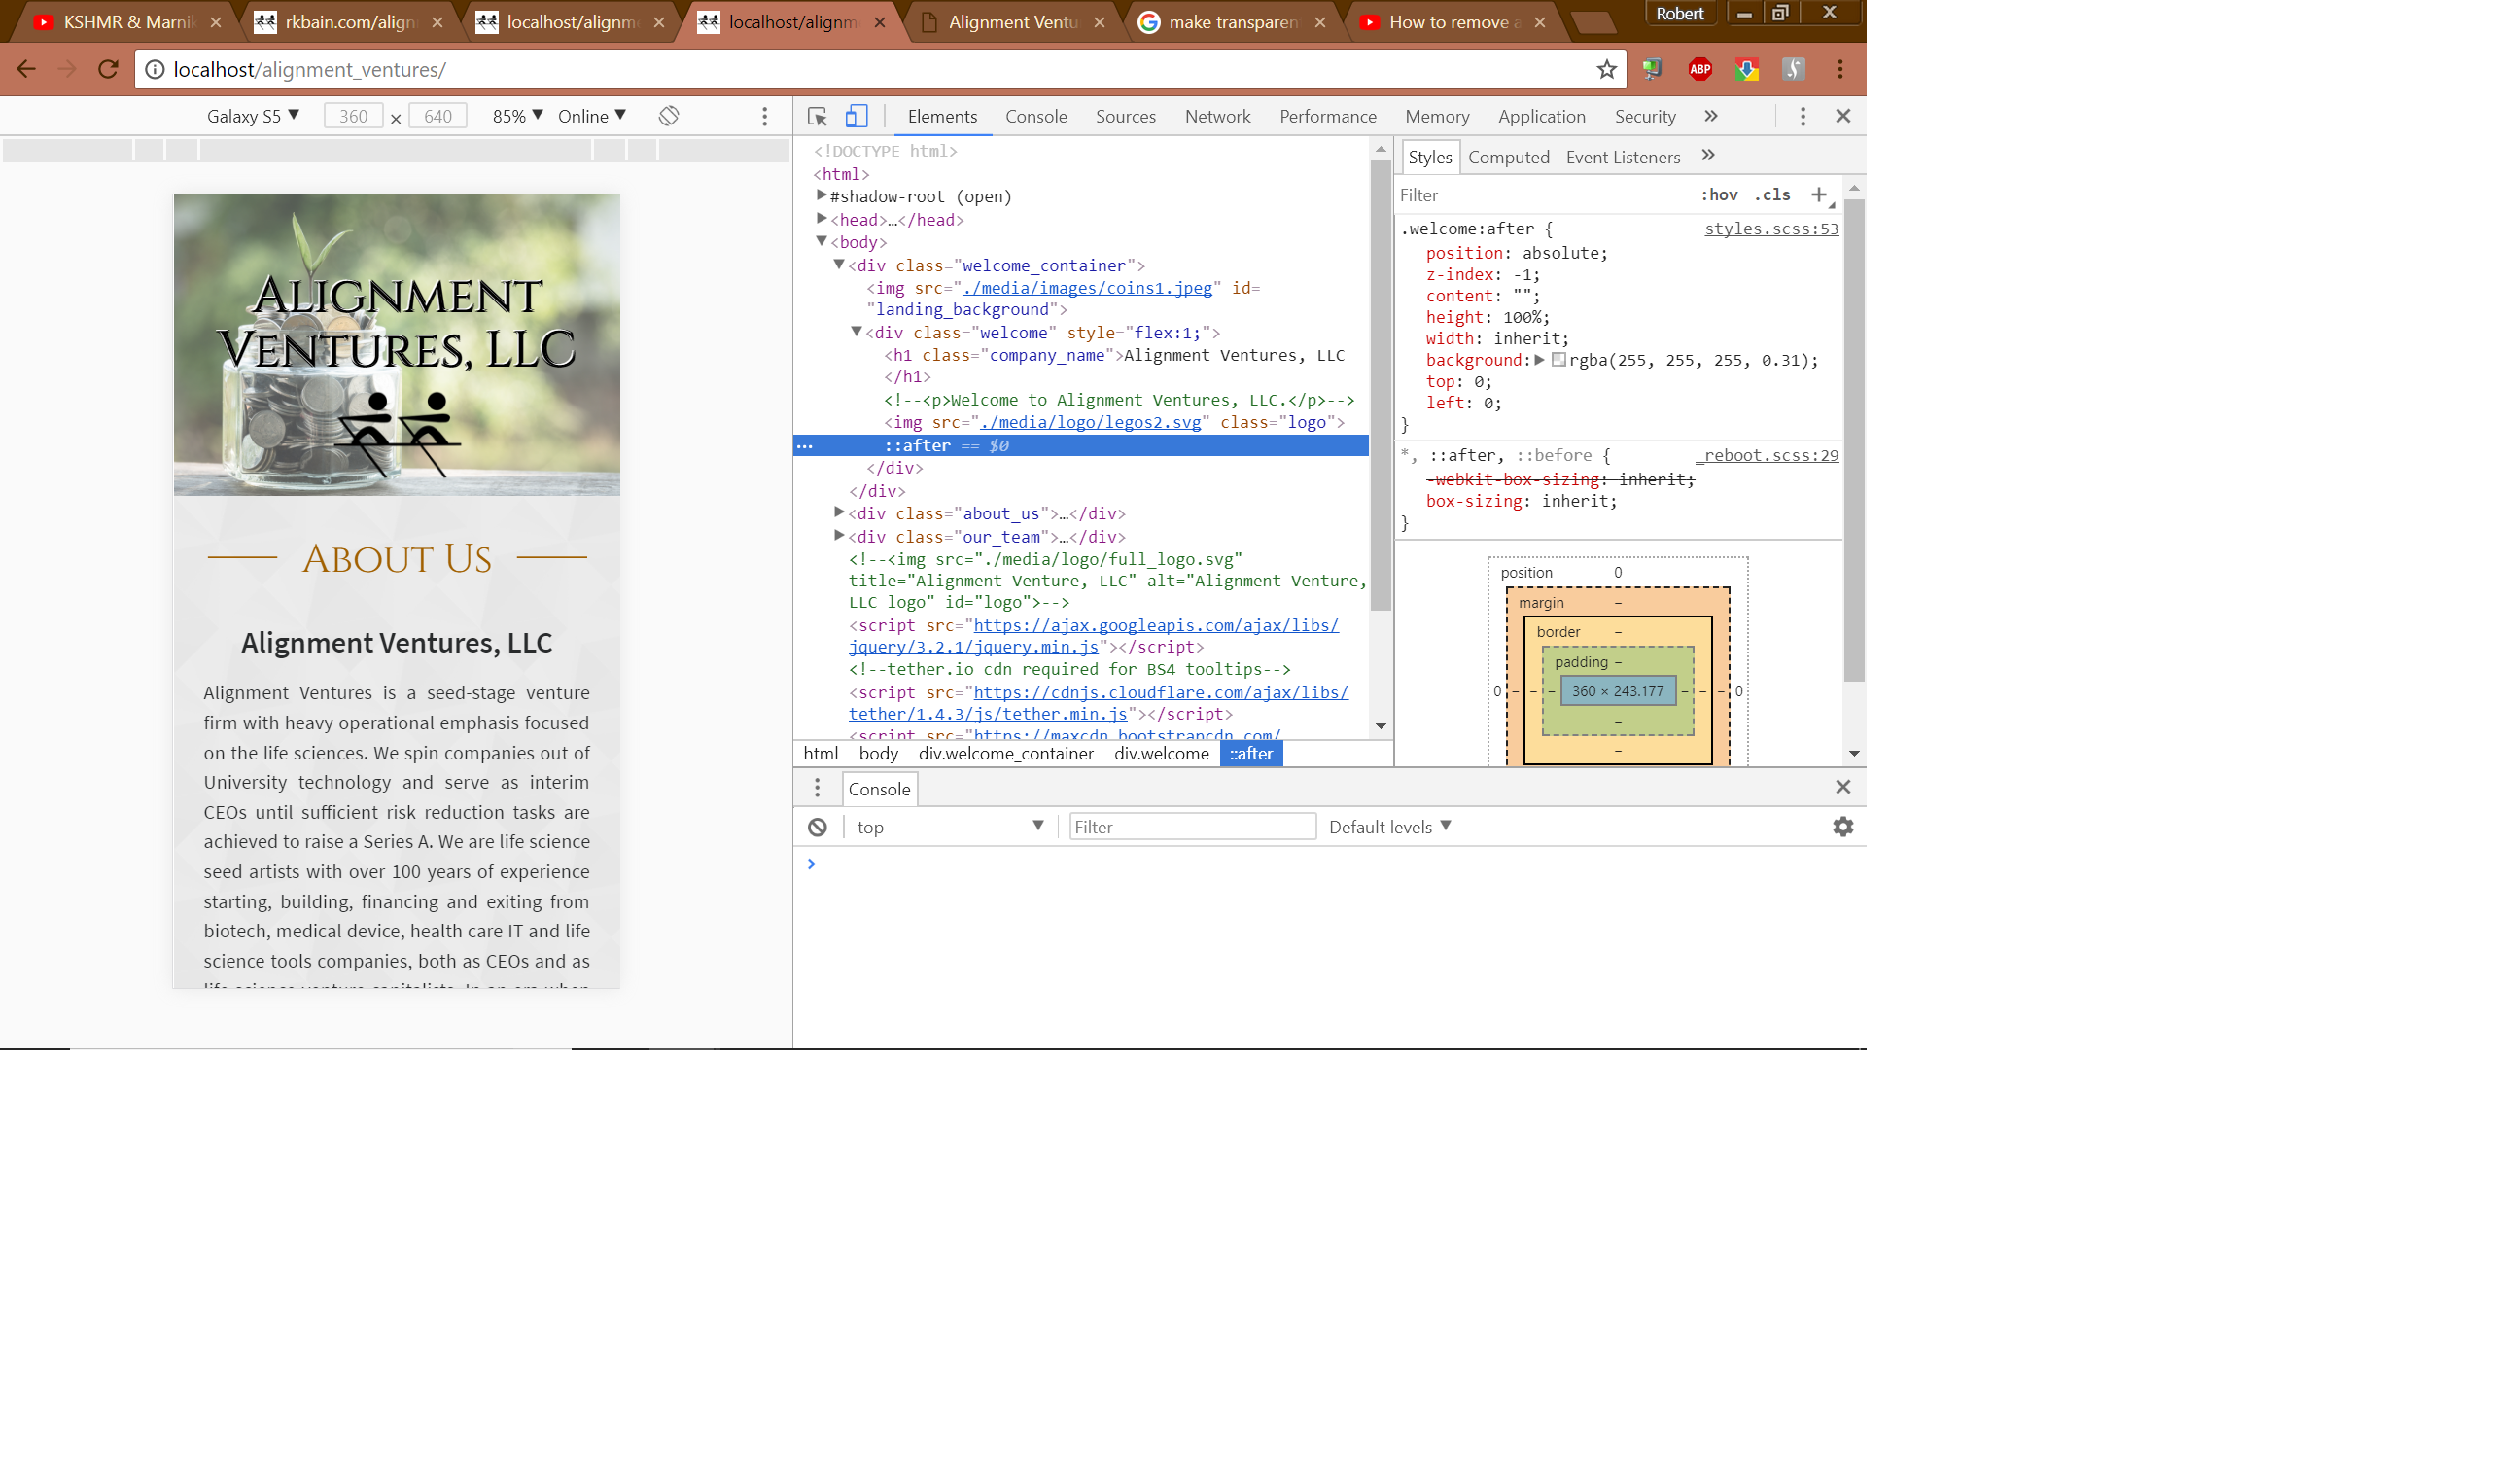 KSHMR & Marnik
rkbain.com/align
localhost/alignm
localhost/alignm
Alignment Ventu
make transparen
How to remove a
Robert
localhost/alignment_ventures/
ABP
Galaxy S5 ▼ 360 × 640 85% ▼ Online ▼
Elements Console Sources Network Performance Memory Application Security »
ALIGNMENT
VENTURES, LLC
ABOUT US
Alignment Ventures, LLC
Alignment Ventures is a seed-stage venture
firm with heavy operational emphasis focused
on the life sciences. We spin companies out of
University technology and serve as interim
CEOs until sufficient risk reduction tasks are
achieved to raise a Series A. We are life science
seed artists with over 100 years of experience
starting, building, financing and exiting from
biotech, medical device, health care IT and life
science tools companies, both as CEOs and as
life science venture capitalists. In an era when
<!DOCTYPE html>
<html>
▶#shadow-root (open)
▶<head>…</head>
▼<body>
▼<div class="welcome_container">
<img src="./media/images/coins1.jpeg" id=
"landing_background">
▼<div class="welcome" style="flex:1;">
<h1 class="company_name">Alignment Ventures, LLC
</h1>
<!--<p>Welcome to Alignment Ventures, LLC.</p>-->
<img src="./media/logo/legos2.svg" class="logo">
… ::after == $0
</div>
</div>
▶<div class="about_us">…</div>
▶<div class="our_team">…</div>
<!--<img src="./media/logo/full_logo.svg"
title="Alignment Venture, LLC" alt="Alignment Venture,
LLC logo" id="logo">-->
<script src="https://ajax.googleapis.com/ajax/libs/
jquery/3.2.1/jquery.min.js"></script>
<!--tether.io cdn required for BS4 tooltips-->
<script src="https://cdnjs.cloudflare.com/ajax/libs/
tether/1.4.3/js/tether.min.js"></script>
<script src="https://maxcdn.bootstrapcdn.com/
html body div.welcome_container div.welcome ::after
Styles Computed Event Listeners »
Filter :hov .cls +
.welcome:after { styles.scss:53
position: absolute;
z-index: -1;
content: "";
height: 100%;
width: inherit;
background:▶ rgba(255, 255, 255, 0.31);
top: 0;
left: 0;
}
*, ::after, ::before { _reboot.scss:29
-webkit-box-sizing: inherit;
box-sizing: inherit;
}
position 0
margin –
border –
padding –
0 – – – 360 × 243.177 – – – 0
–
–
Console
top ▼ Filter Default levels ▼